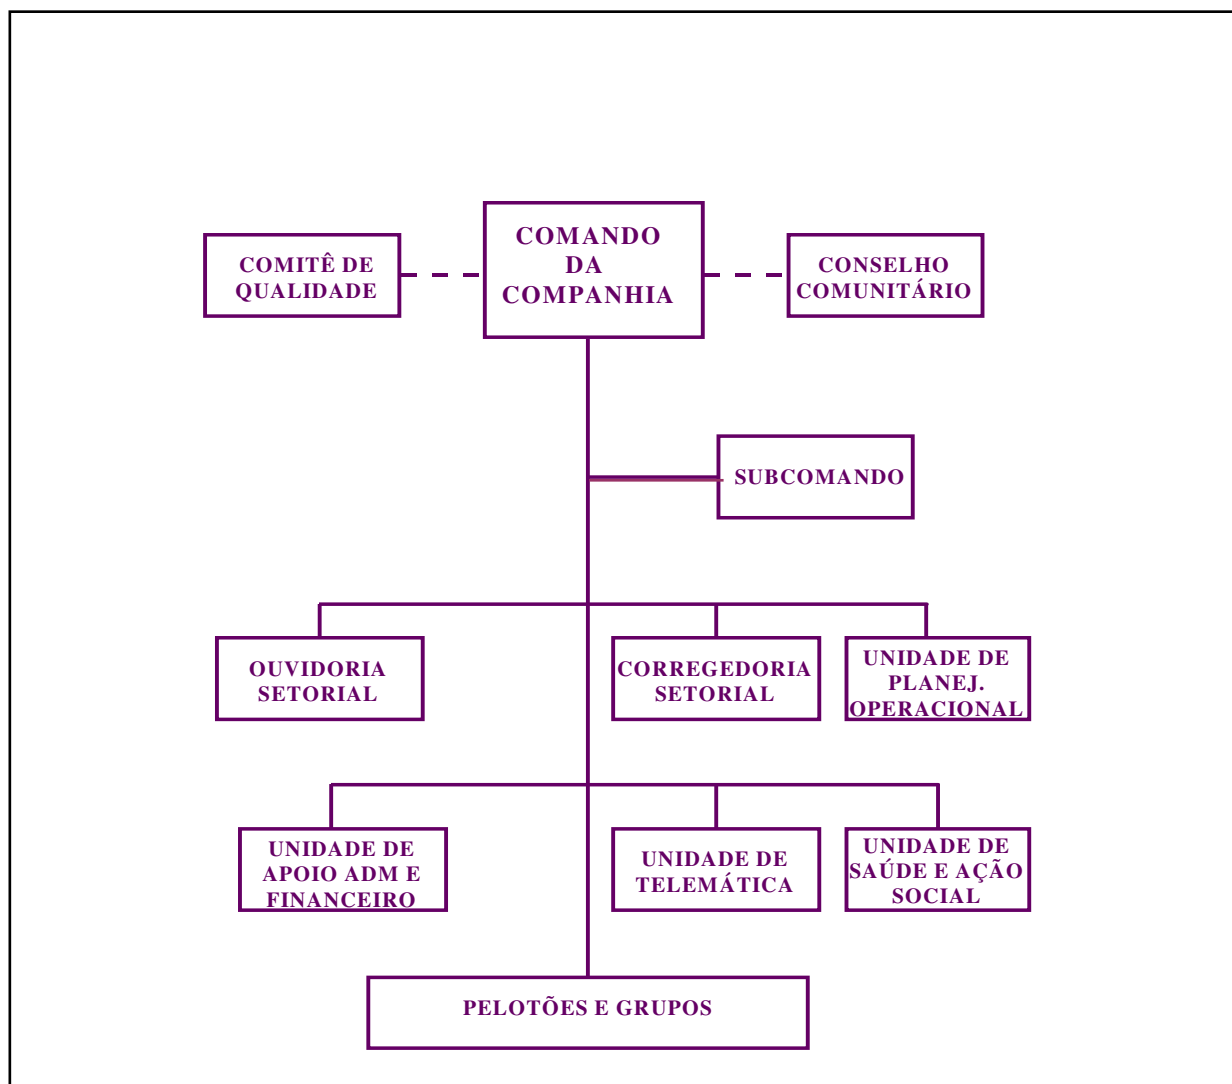 COMITÊ DE
QUALIDADE
COMANDO
DA
COMPANHIA
CONSELHO
COMUNITÁRIO
SUBCOMANDO
OUVIDORIA
SETORIAL
CORREGEDORIA
SETORIAL
UNIDADE DE
PLANEJ.
OPERACIONAL
UNIDADE DE
APOIO ADM E
FINANCEIRO
UNIDADE DE
TELEMÁTICA
UNIDADE DE
SAÚDE E AÇÃO
SOCIAL
PELOTÕES E GRUPOS